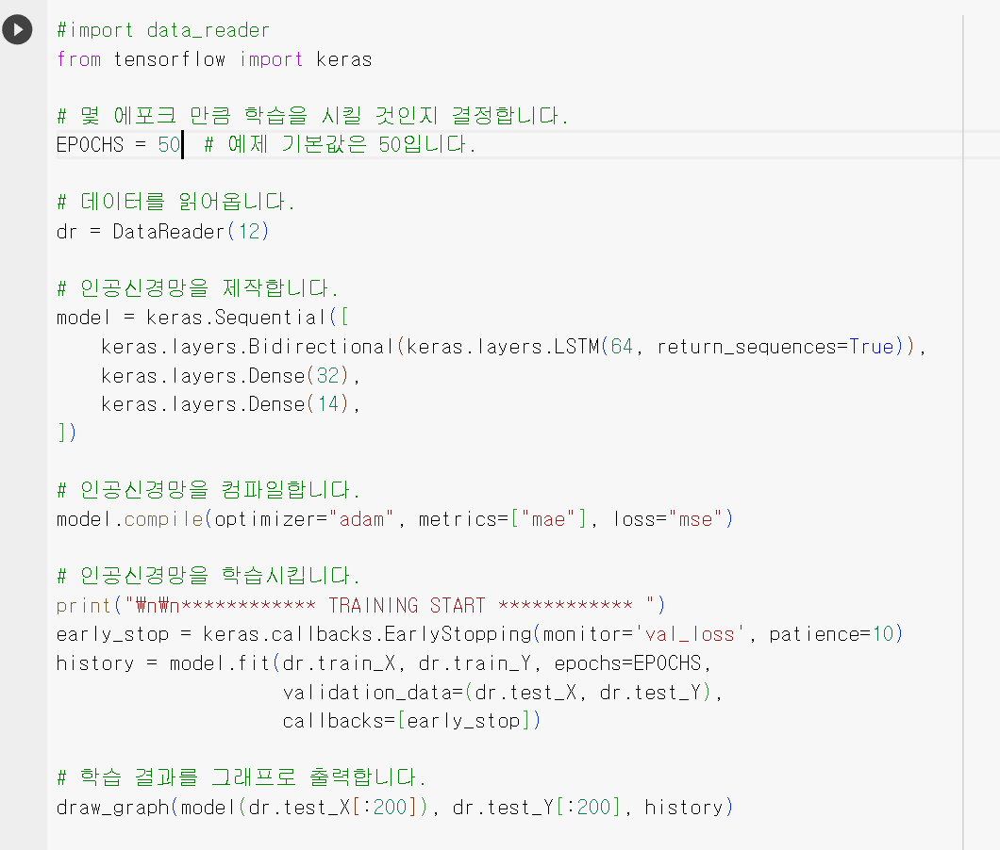 #import data_reader
from tensorflow import keras
# 몇 에포크 만큼 학습을 시킬 것인지 결정합니다.
EPOCHS = 50  # 예제 기본값은 50입니다.
# 데이터를 읽어옵니다.
dr = DataReader(12)
# 인공신경망을 제작합니다.
model = keras.Sequential([
    keras.layers.Bidirectional(keras.layers.LSTM(64, return_sequences=True)),
    keras.layers.Dense(32),
    keras.layers.Dense(14),
])
# 인공신경망을 컴파일합니다.
model.compile(optimizer="adam", metrics=["mae"], loss="mse")
# 인공신경망을 학습시킵니다.
print("₩n₩n************ TRAINING START ************ ")
early_stop = keras.callbacks.EarlyStopping(monitor='val_loss', patience=10)
history = model.fit(dr.train_X, dr.train_Y, epochs=EPOCHS,
                    validation_data=(dr.test_X, dr.test_Y),
                    callbacks=[early_stop])
# 학습 결과를 그래프로 출력합니다.
draw_graph(model(dr.test_X[:200]), dr.test_Y[:200], history)